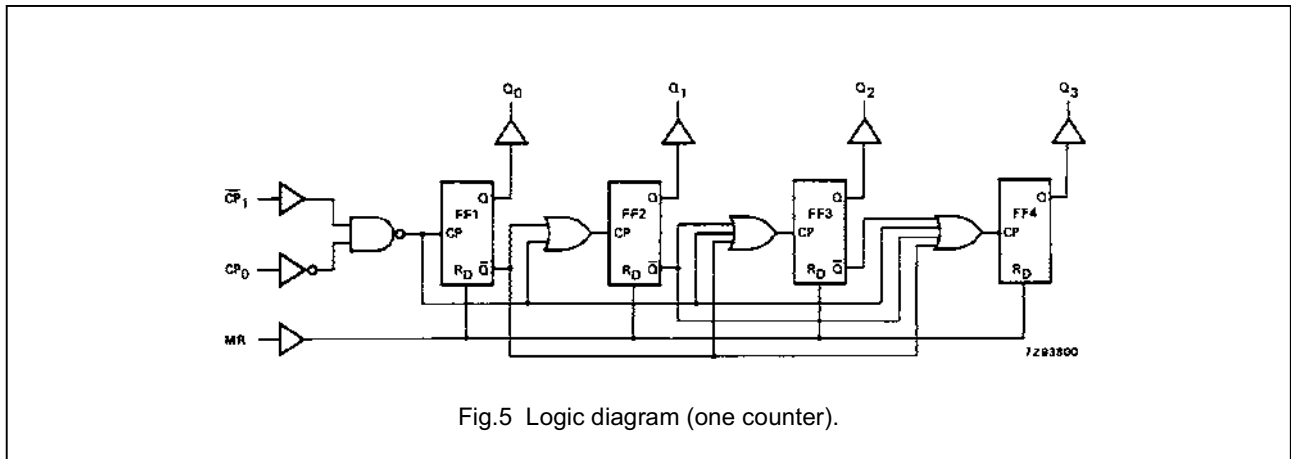 Q0 Q1 Q2 Q3
CP1
CP0
MR
FF1 Q CP RD Q
FF2 Q CP RD Q
FF3 Q CP RD Q
FF4 Q CP RD
7Z93800
Fig.5 Logic diagram (one counter).